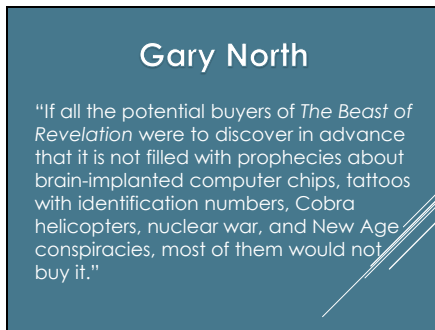 Gary North
“If all the potential buyers of The Beast of
Revelation were to discover in advance
that it is not filled with prophecies about
brain-implanted computer chips, tattoos
with identification numbers, Cobra
helicopters, nuclear war, and New Age
conspiracies, most of them would not
buy it.”